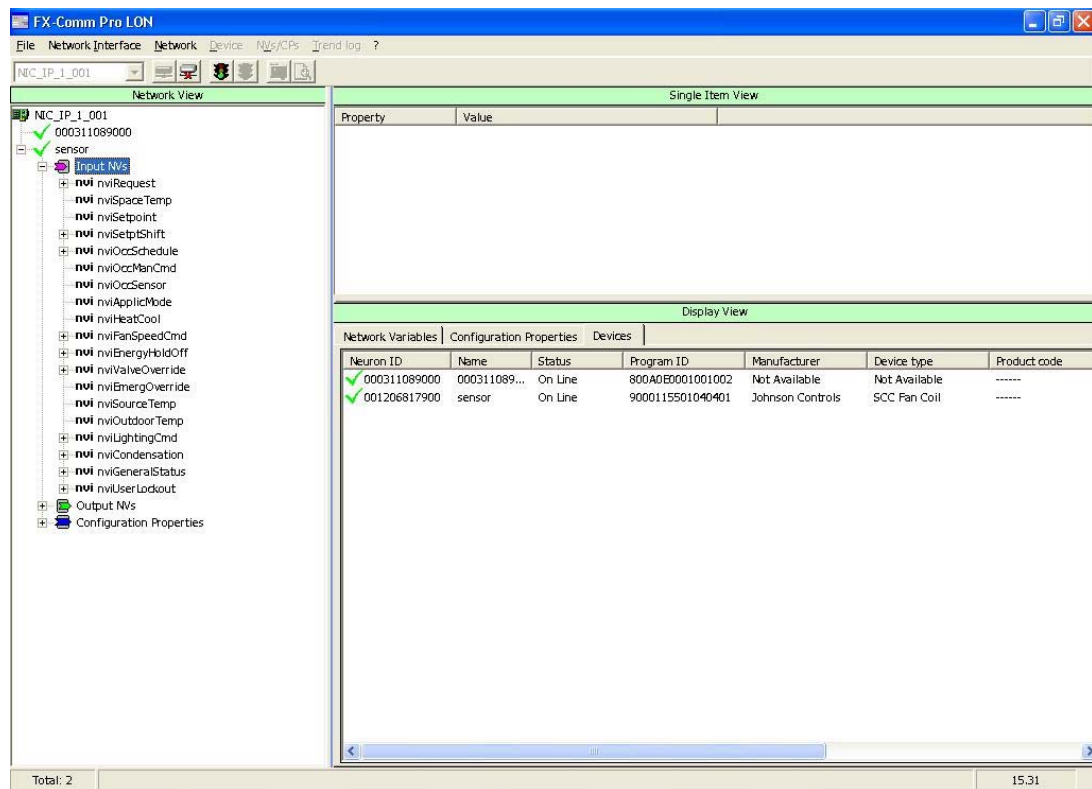 FX-Comm Pro LON
File Network Interface Network Device NVs/CPs Trend log ?
NIC_IP_1_001
Network View
NIC_IP_1_001
000311089000
sensor
Input NVs
nvi nviRequest
nvi nviSpaceTemp
nvi nviSetpoint
nvi nviSetptShift
nvi nviOccSchedule
nvi nviOccManCmd
nvi nviOccSensor
nvi nviApplicMode
nvi nviHeatCool
nvi nviFanSpeedCmd
nvi nviEnergyHoldOff
nvi nviValveOverride
nvi nviEmergOverride
nvi nviSourceTemp
nvi nviOutdoorTemp
nvi nviLightingCmd
nvi nviCondensation
nvi nviGeneralStatus
nvi nviUserLockout
Output NVs
Configuration Properties
Single Item View
Property Value
Display View
Network Variables Configuration Properties Devices
Neuron ID Name Status Program ID Manufacturer Device type Product code
000311089000 000311089... On Line 800A0E0001001002 Not Available Not Available ------
001206817900 sensor On Line 9000115501040401 Johnson Controls SCC Fan Coil ------
Total: 2 15.31